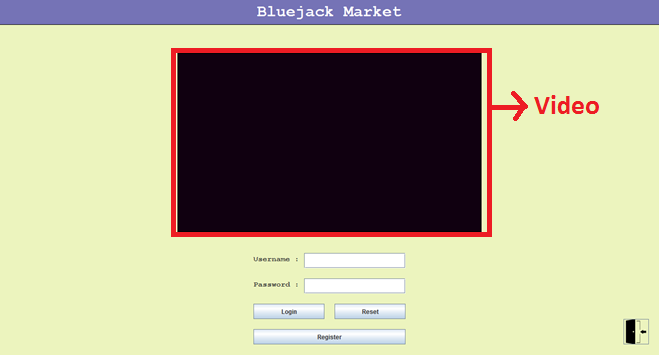 Bluejack Market
Video
Username :
Password :
Login Reset
Register